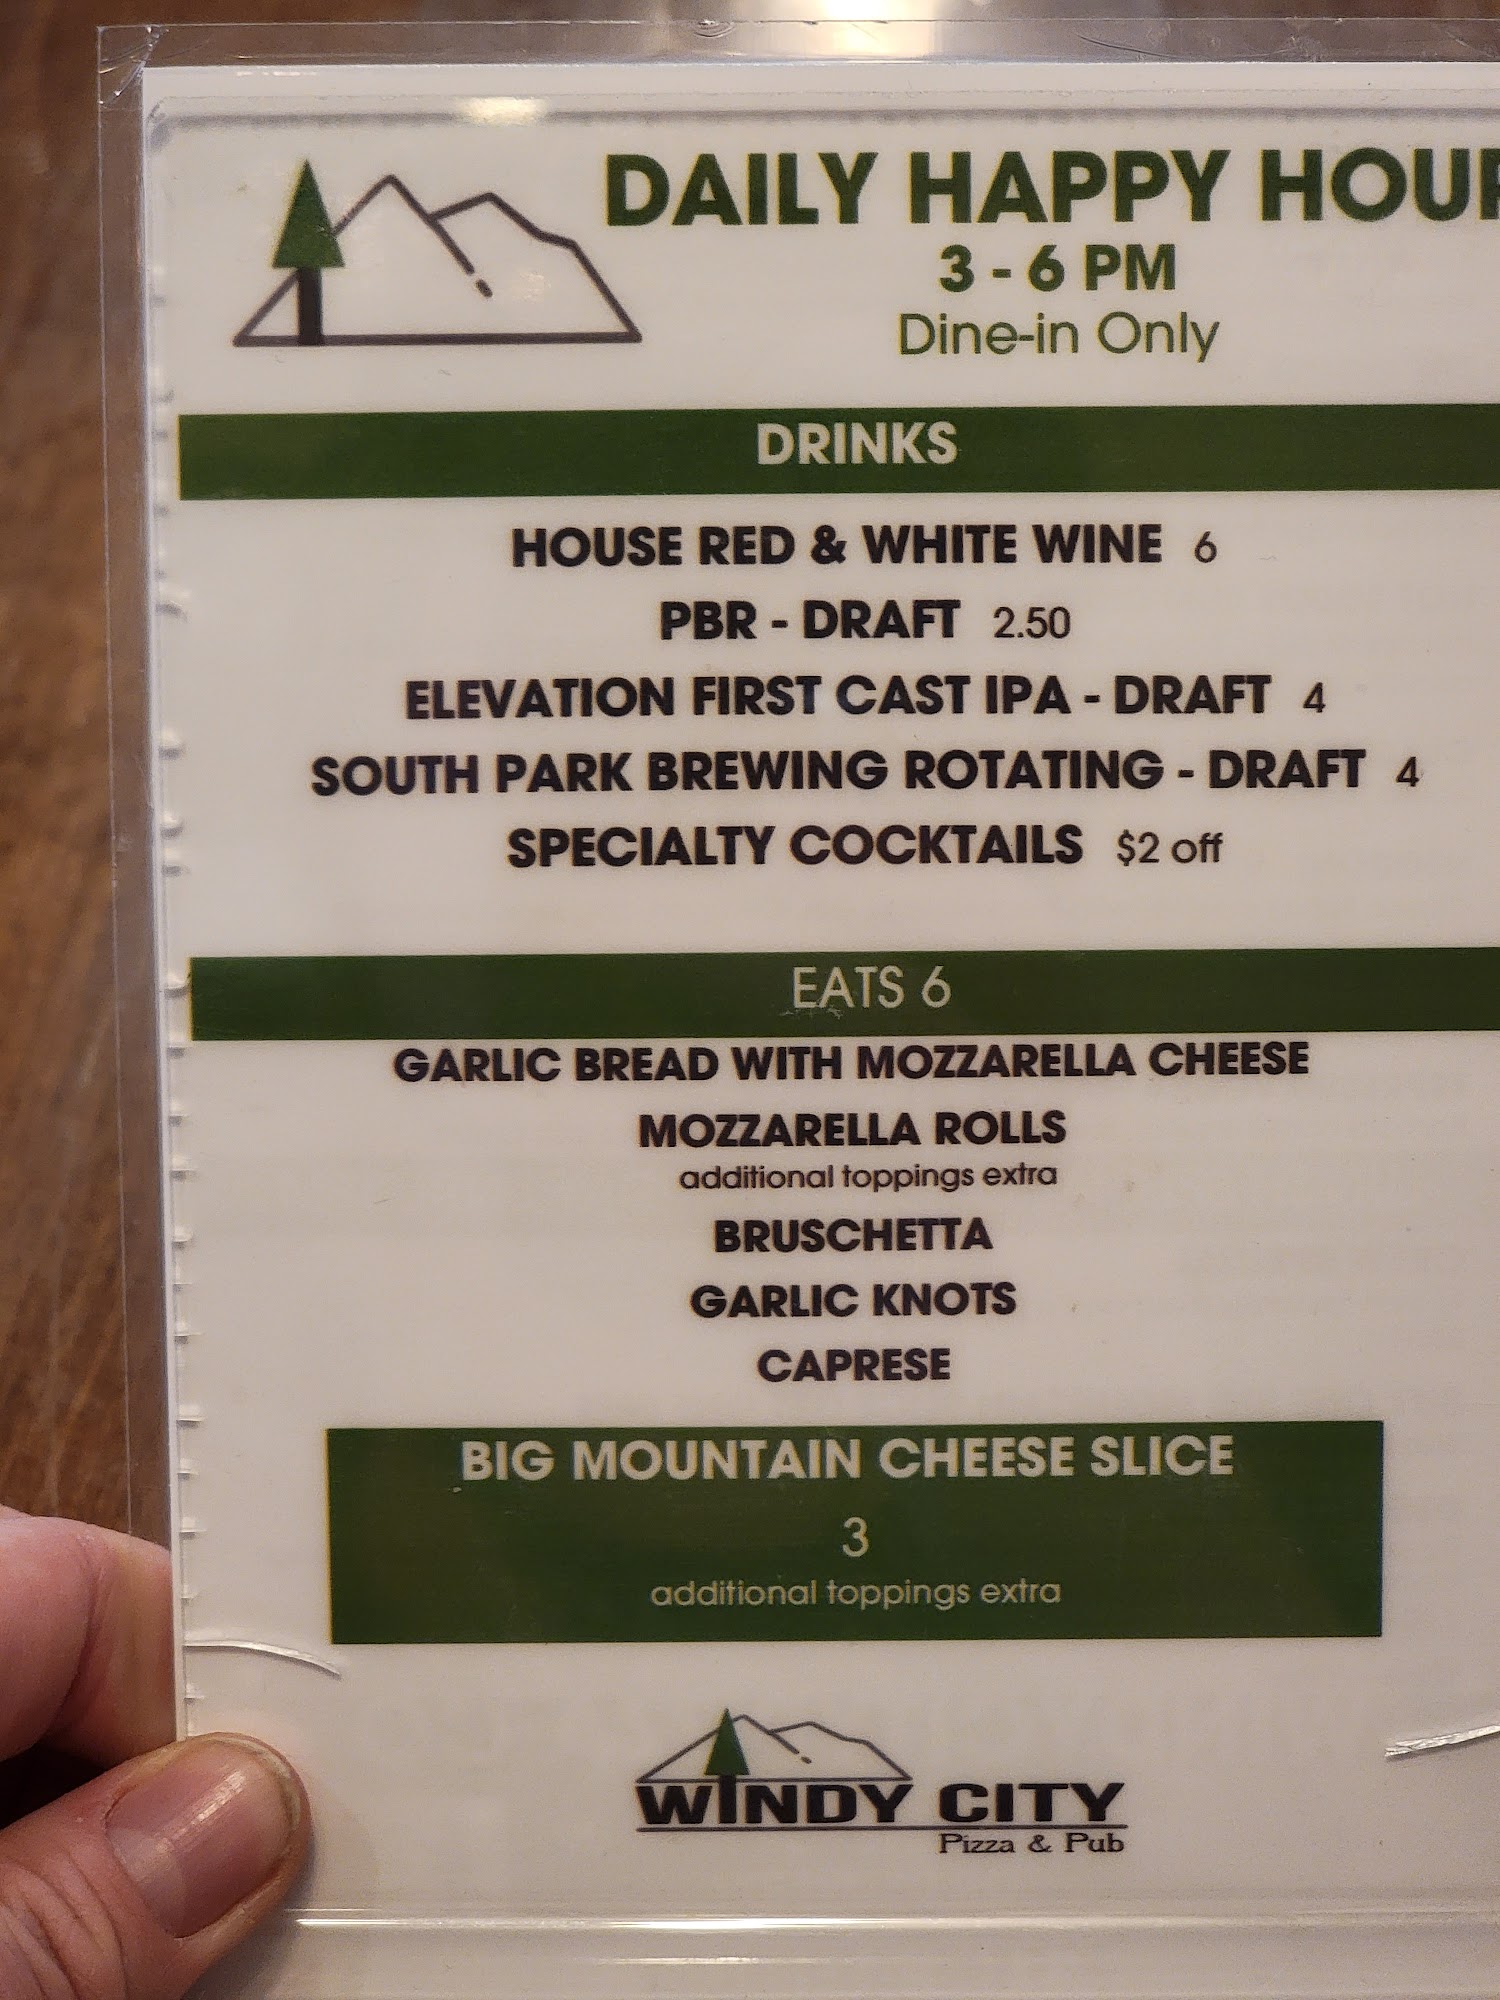 DAILY HAPPY HOUR
3 - 6 PM
Dine-in Only
DRINKS
HOUSE RED & WHITE WINE 6
PBR - DRAFT 2.50
ELEVATION FIRST CAST IPA - DRAFT 4
SOUTH PARK BREWING ROTATING - DRAFT 4
SPECIALTY COCKTAILS $2 off
EATS 6
GARLIC BREAD WITH MOZZARELLA CHEESE
MOZZARELLA ROLLS
additional toppings extra
BRUSCHETTA
GARLIC KNOTS
CAPRESE
BIG MOUNTAIN CHEESE SLICE
3
additional toppings extra
WINDY CITY
Pizza & Pub